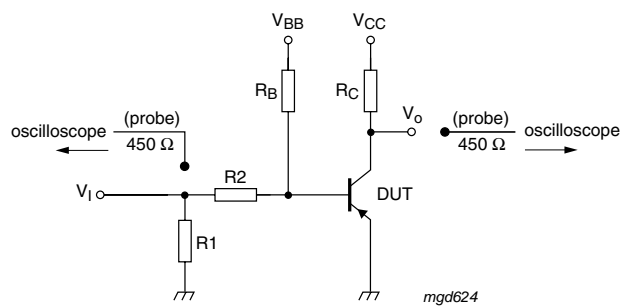 VBB
VCC
RB
RC
Vo
(probe)
450 Ω
oscilloscope
(probe)
450 Ω
oscilloscope
VI
R2
DUT
R1
mgd624